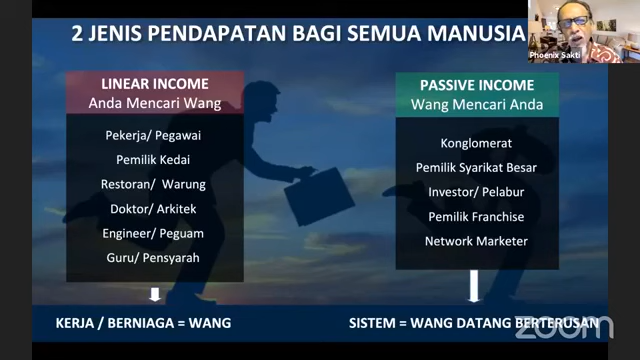 2 JENIS PENDAPATAN BAGI SEMUA MANUSIA
Phoenix Sakti
LINEAR INCOME
Anda Mencari Wang
Pekerja/ Pegawai
Pemilik Kedai
Restoran/ Warung
Doktor/ Arkitek
Engineer/ Peguam
Guru/ Pensyarah
KERJA / BERNIAGA = WANG
PASSIVE INCOME
Wang Mencari Anda
Konglomerat
Pemilik Syarikat Besar
Investor/ Pelabur
Pemilik Franchise
Network Marketer
SISTEM = WANG DATANG BERTERUSAN
zoom